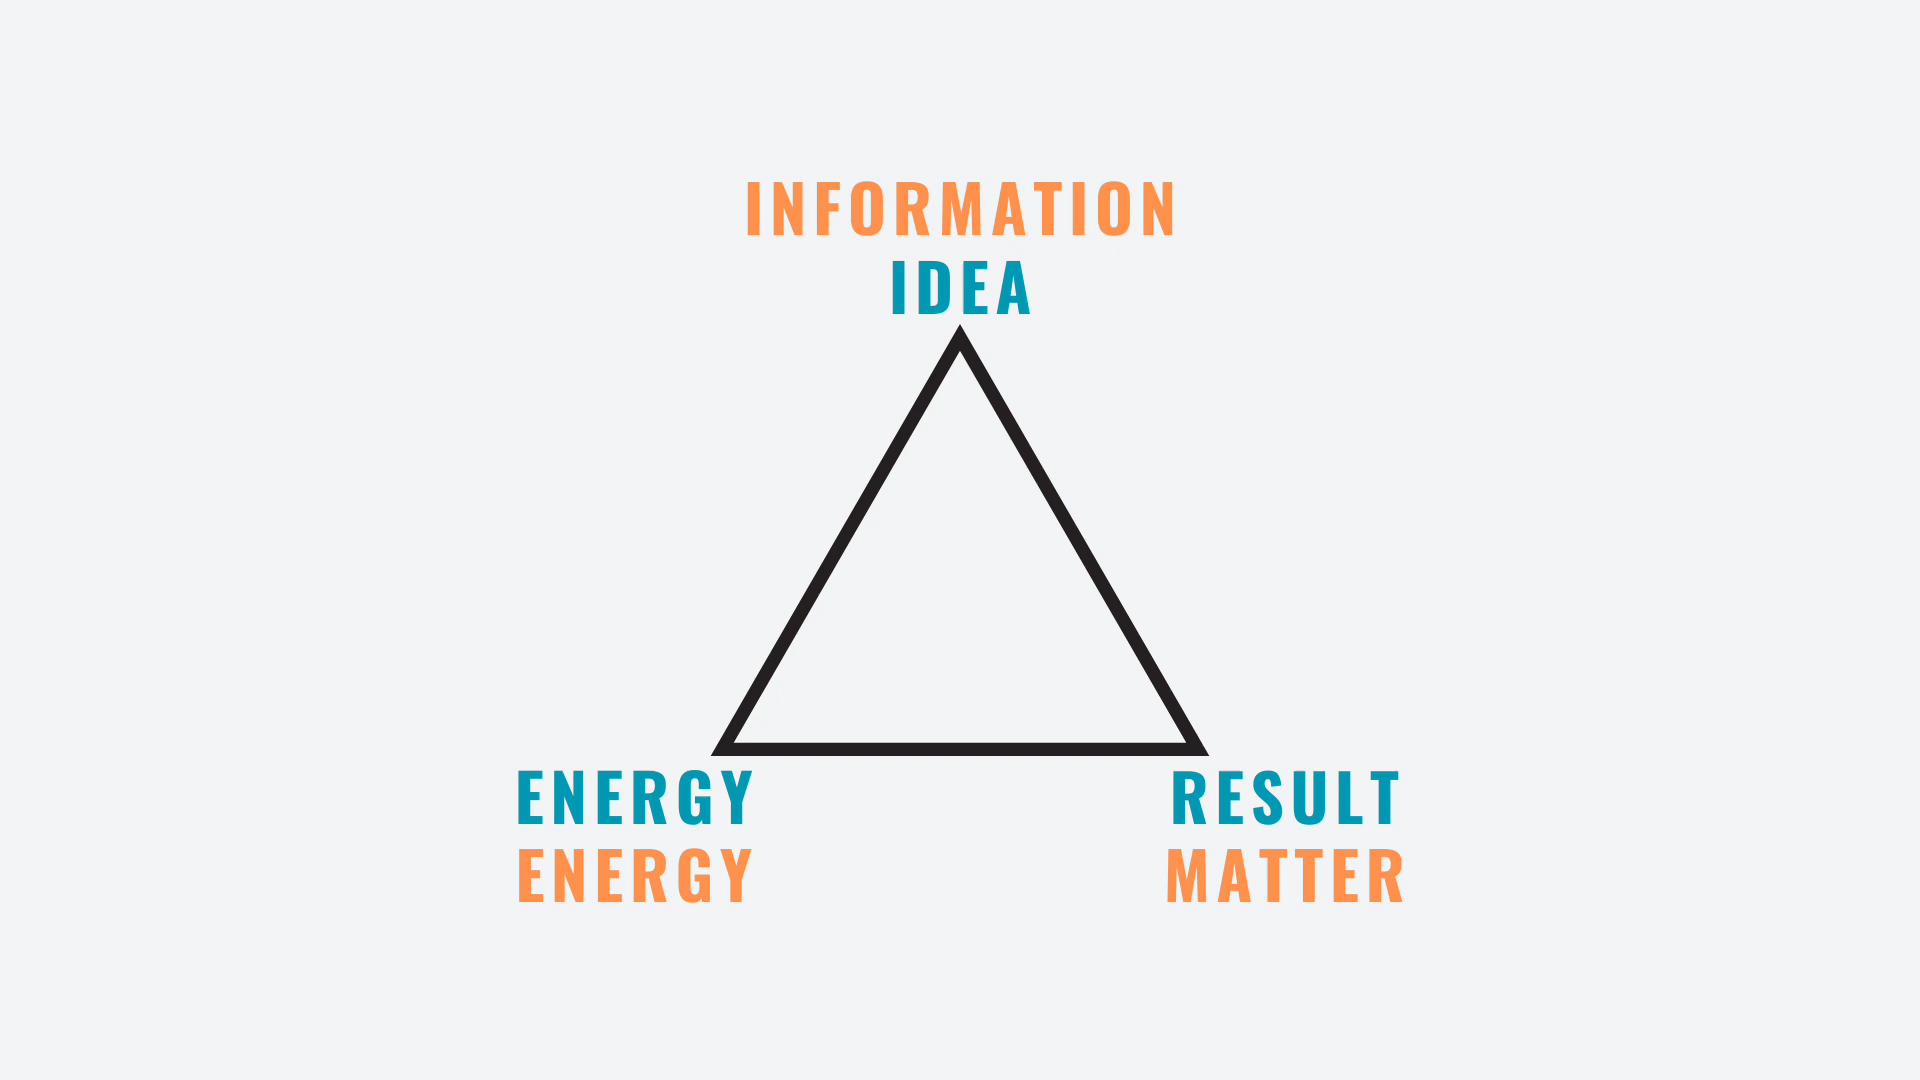 INFORMATION
IDEA
ENERGY
ENERGY
RESULT
MATTER